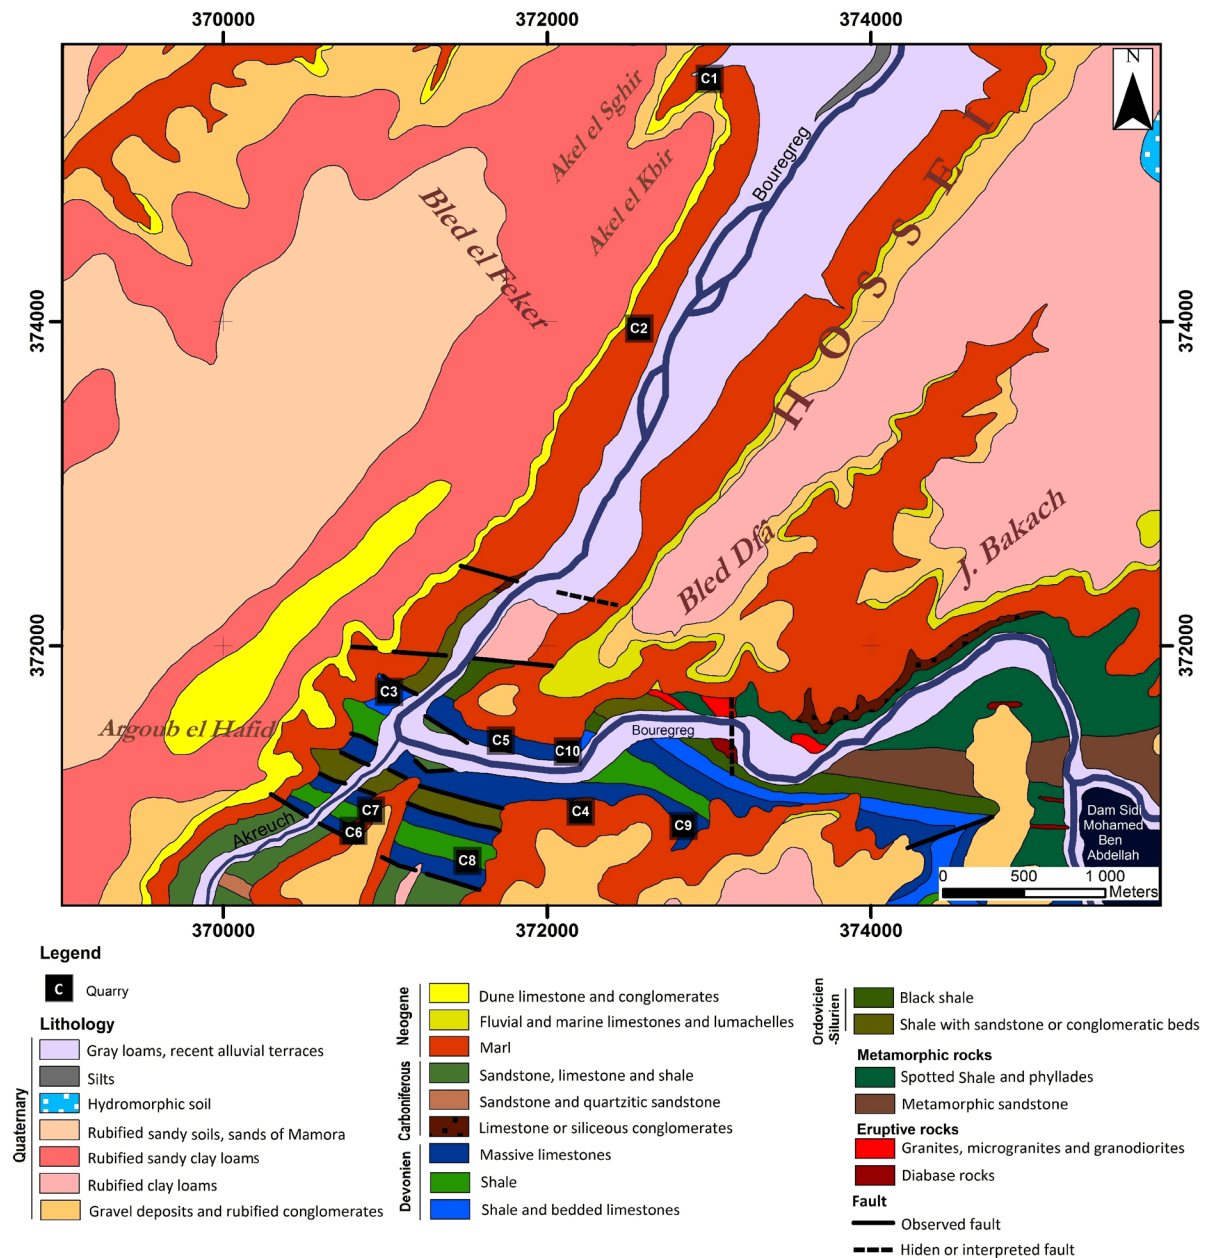 370000
372000
374000
N
C1
Akel el Sghir
Akel el Kbir
Bouregreg
HOSSEI
Bled el Feker
374000
374000
C2
Bled Dfâ
J. Bakach
372000
372000
C3
Argoub el Hafid
C5
C10
Bouregreg
C7
C6
C4
C9
C8
Akreuch
Dam Sidi
Mohamed
Ben
Abdellah
0 500 1 000
Meters
370000
372000
374000
Legend
C Quarry
Lithology
Quaternary
Gray loams, recent alluvial terraces
Silts
Hydromorphic soil
Rubified sandy soils, sands of Mamora
Rubified sandy clay loams
Rubified clay loams
Gravel deposits and rubified conglomerates
Neogene
Dune limestone and conglomerates
Fluvial and marine limestones and lumachelles
Marl
Carboniferous
Sandstone, limestone and shale
Sandstone and quartzitic sandstone
Limestone or siliceous conglomerates
Devonien
Massive limestones
Shale
Shale and bedded limestones
Ordovicien
-Silurien
Black shale
Shale with sandstone or conglomeratic beds
Metamorphic rocks
Spotted Shale and phyllades
Metamorphic sandstone
Eruptive rocks
Granites, microgranites and granodiorites
Diabase rocks
Fault
Observed fault
Hiden or interpreted fault